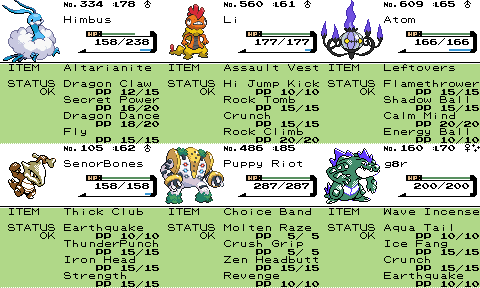 No. 334 :L78 ♂
Himbus
HP:
158/238
ITEM Altarianite
STATUS OK
Dragon Claw
PP 12/15
Secret Power
PP 16/20
Dragon Dance
PP 18/20
Fly
PP 15/15
No. 560 :L61 ♂
Li
HP:
177/177
ITEM Assault Vest
STATUS OK
Hi Jump Kick
PP 10/10
Rock Tomb
PP 15/15
Crunch
PP 15/15
Rock Climb
PP 20/20
No. 609 :L65 ♂
Atom
HP:
166/166
ITEM Leftovers
STATUS OK
Flamethrower
PP 15/15
Shadow Ball
PP 15/15
Calm Mind
PP 20/20
Energy Ball
PP 10/10
No. 105 :L62 ♂
SenorBones
HP:
158/158
ITEM Thick Club
STATUS OK
Earthquake
PP 10/10
ThunderPunch
PP 15/15
Iron Head
PP 15/15
Strength
PP 15/15
No. 486 :L85
Puppy Riot
HP:
287/287
ITEM Choice Band
STATUS OK
Molten Raze
PP 5/ 5
Crush Grip
PP 5/ 5
Zen Headbutt
PP 15/15
Revenge
PP 10/10
No. 160 :L70 ♀
g8r
HP:
200/200
ITEM Wave Incense
STATUS OK
Aqua Tail
PP 10/10
Ice Fang
PP 15/15
Crunch
PP 15/15
Earthquake
PP 10/10